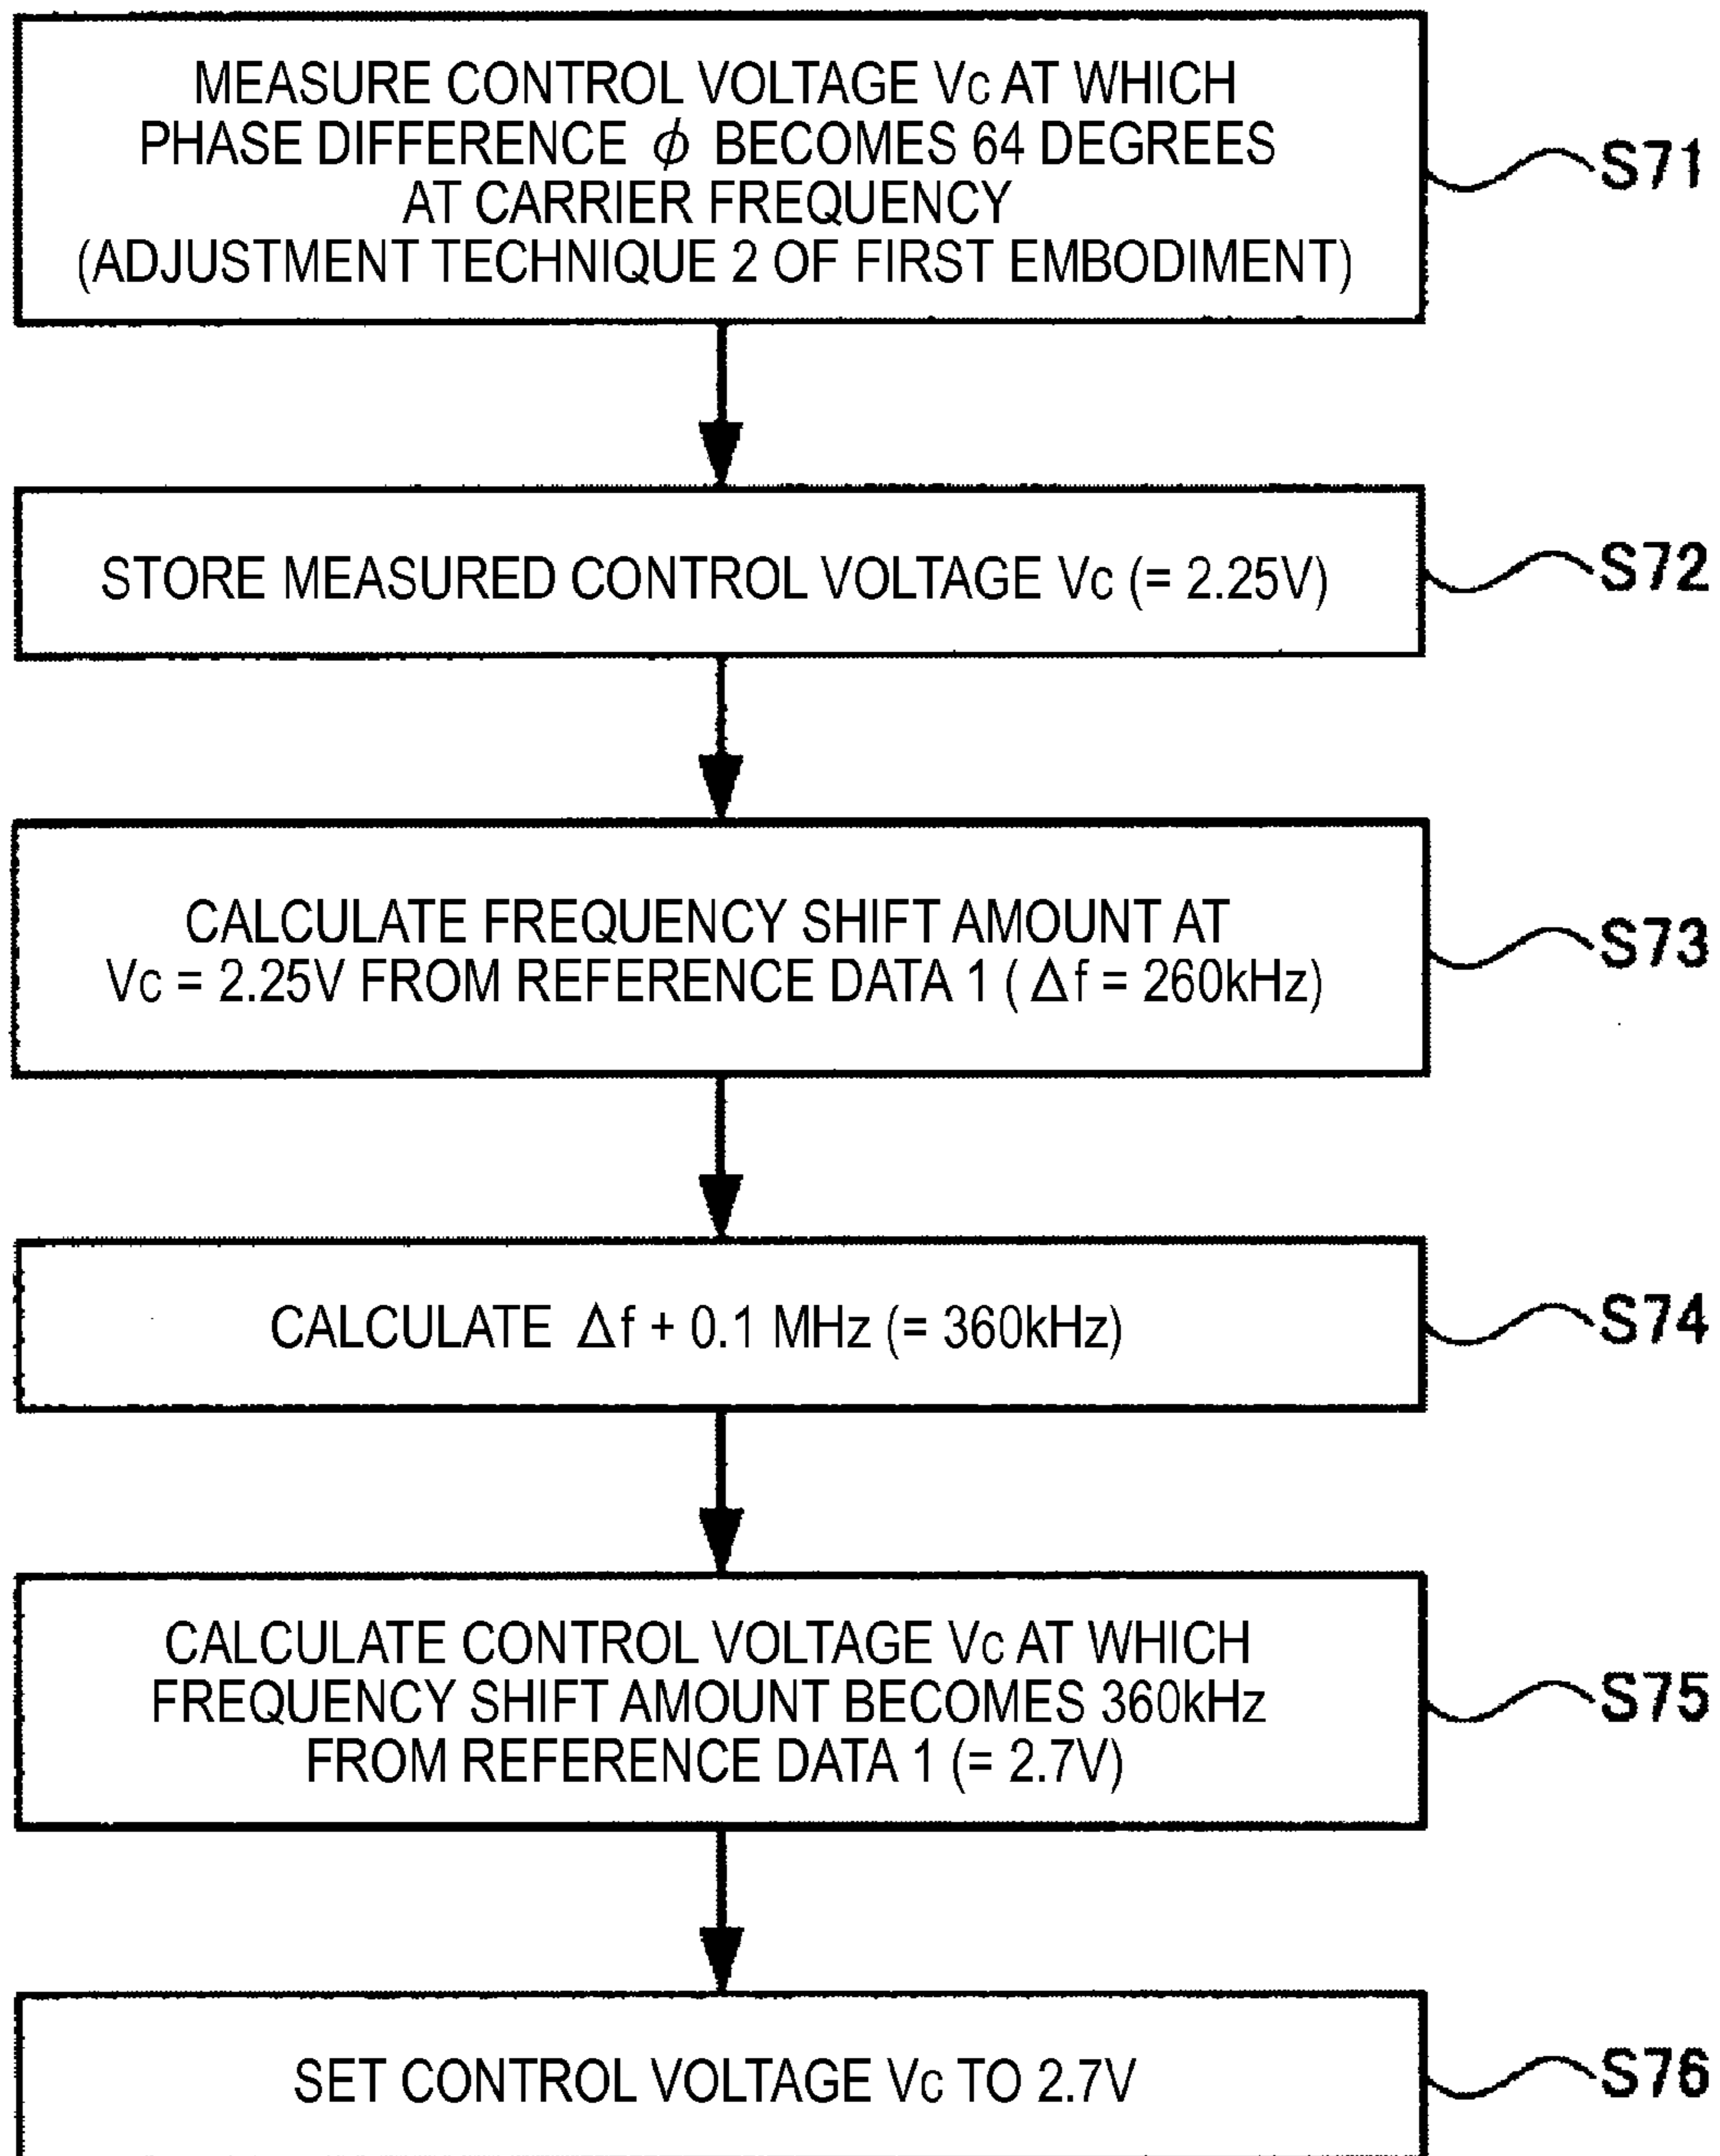 MEASURE CONTROL VOLTAGE Vc AT WHICH
PHASE DIFFERENCE ϕ BECOMES 64 DEGREES
AT CARRIER FREQUENCY
(ADJUSTMENT TECHNIQUE 2 OF FIRST EMBODIMENT)
S71
STORE MEASURED CONTROL VOLTAGE Vc (= 2.25V)
S72
CALCULATE FREQUENCY SHIFT AMOUNT AT
Vc = 2.25V FROM REFERENCE DATA 1 ( Δf = 260kHz)
S73
CALCULATE Δf + 0.1 MHz (= 360kHz)
S74
CALCULATE CONTROL VOLTAGE Vc AT WHICH
FREQUENCY SHIFT AMOUNT BECOMES 360kHz
FROM REFERENCE DATA 1 (= 2.7V)
S75
SET CONTROL VOLTAGE Vc TO 2.7V
S76